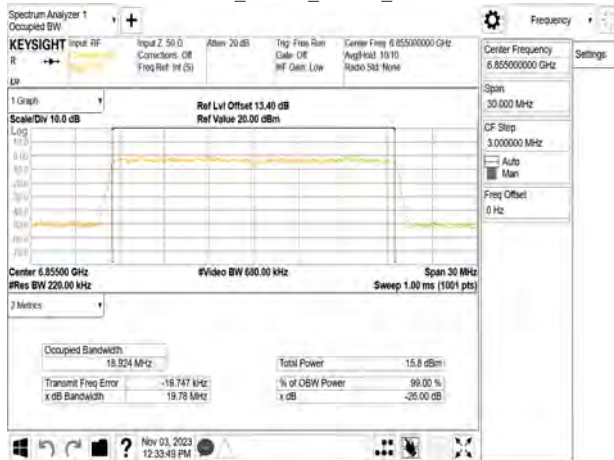 Spectrum Analyzer 1
Occupied BW
+
Frequency
KEYSIGHT Input: RF
R
Input Z: 50 Ω
Corrections: Off
Freq Ref: Int (S)
Atten: 20 dB
Trig: Free Run
Gate: Off
#IF Gain: Low
Center Freq: 6.855000000 GHz
Avg|Hold: 10/10
Radio Std: None
Center Frequency
6.855000000 GHz
Settings
Span
30.000 MHz
CF Step
3.000000 MHz
Auto
Man
Freq Offset
0 Hz
1 Graph
Scale/Div 10.0 dB
Ref Lvl Offset 13.40 dB
Ref Value 20.00 dBm
Log
Center 6.85500 GHz
#Res BW 220.00 kHz
#Video BW 680.00 kHz
Span 30 MHz
Sweep 1.00 ms (1001 pts)
2 Metrics
Occupied Bandwidth
18.924 MHz
Total Power 15.8 dBm
Transmit Freq Error -19.747 kHz
% of OBW Power 99.00 %
x dB Bandwidth 19.78 MHz
x dB -26.00 dB
?
Nov 03, 2023
12:33:49 PM